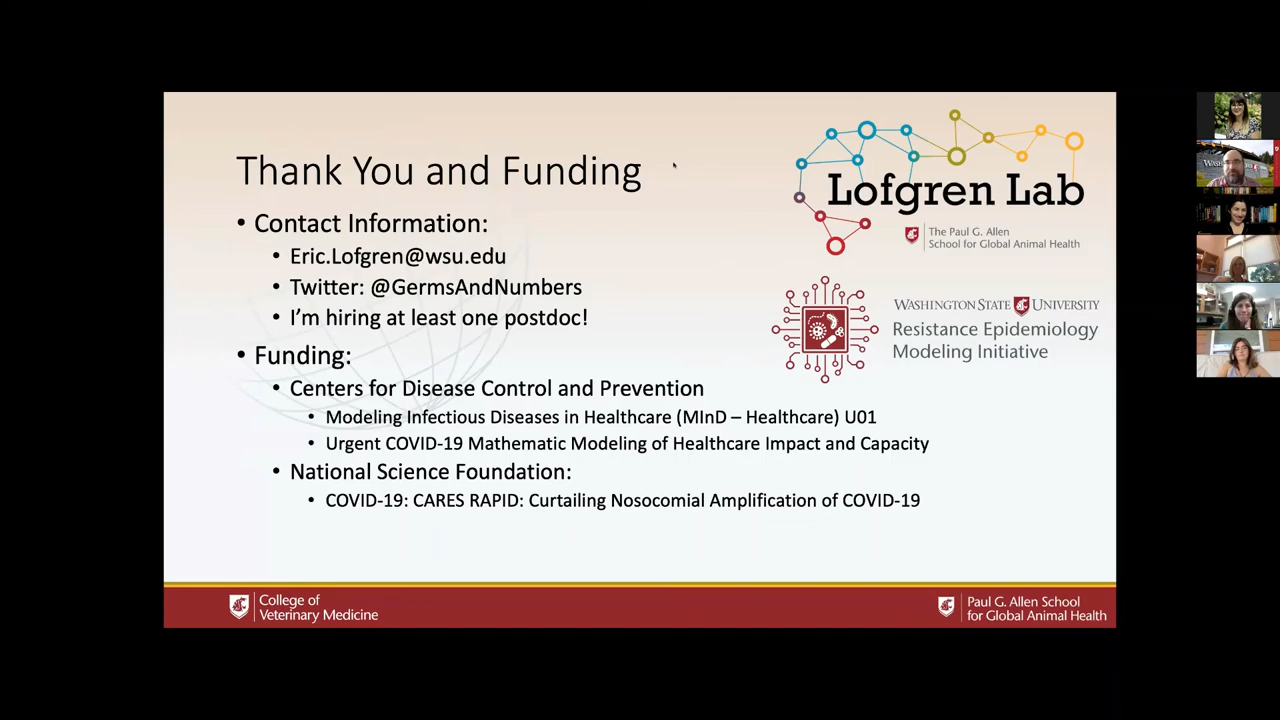 Thank You and Funding
• Contact Information:
• Eric.Lofgren@wsu.edu
• Twitter: @GermsAndNumbers
• I'm hiring at least one postdoc!
• Funding:
• Centers for Disease Control and Prevention
• Modeling Infectious Diseases in Healthcare (MInD – Healthcare) U01
• Urgent COVID-19 Mathematic Modeling of Healthcare Impact and Capacity
• National Science Foundation:
• COVID-19: CARES RAPID: Curtailing Nosocomial Amplification of COVID-19
Lofgren Lab
The Paul G. Allen
School for Global Animal Health
WASHINGTON STATE UNIVERSITY
Resistance Epidemiology
Modeling Initiative
College of
Veterinary Medicine
Paul G. Allen School
for Global Animal Health